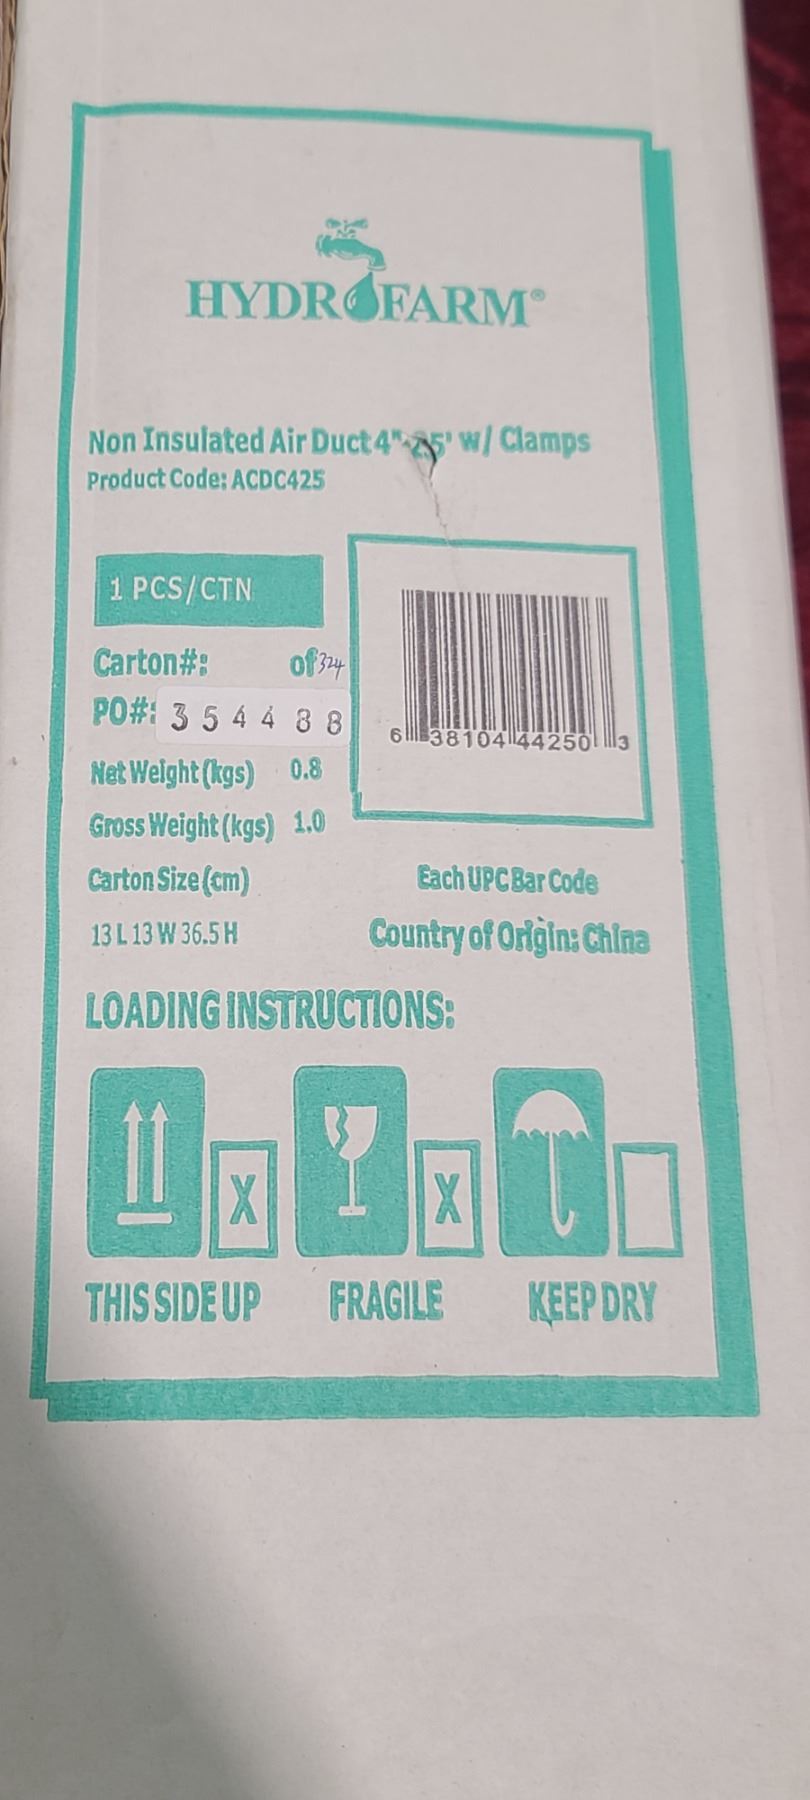 HYDROFARM®
Non Insulated Air Duct 4"-25' w/ Clamps
Product Code: ACDC425
1 PCS/CTN
Carton#: of 324
PO#: 354488
Net Weight (kgs) 0.8
Gross Weight (kgs) 1.0
Carton Size (cm)
13 L 13 W 36.5 H
6 38104 44250 3
Each UPC Bar Code
Country of Origin: China
LOADING INSTRUCTIONS:
X X
THIS SIDE UP FRAGILE KEEP DRY